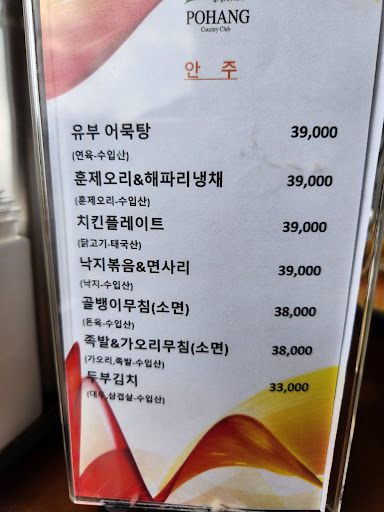 POHANG
Country Club
안 주
유부 어묵탕 39,000
(연육-수입산)
훈제오리&해파리냉채 39,000
(훈제오리-수입산)
치킨플레이트 39,000
(닭고기-태국산)
낙지볶음&면사리 39,000
(낙지-수입산)
골뱅이무침(소면) 38,000
(돈육-수입산)
족발&가오리무침(소면) 38,000
(가오리,족발-수입산)
두부김치 33,000
(대두,삼겹살-수입산)